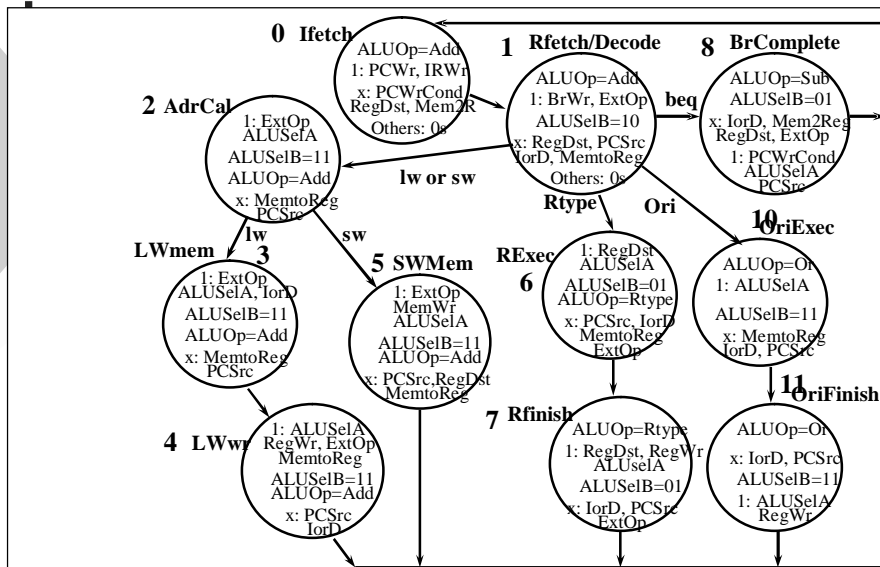 0 Ifetch
ALUOp=Add
1: PCWr, IRWr
x: PCWrCond
RegDst, Mem2R
Others: 0s
1 Rfetch/Decode
ALUOp=Add
1: BrWr, ExtOp
ALUSelB=10
x: RegDst, PCSrc
IorD, MemtoReg
Others: 0s
beq
8 BrComplete
ALUOp=Sub
ALUSelB=01
x: IorD, Mem2Reg
RegDst, ExtOp
1: PCWrCond
ALUSelA
PCSrc
2 AdrCal
1: ExtOp
ALUSelA
ALUSelB=11
ALUOp=Add
x: MemtoReg
PCSrc
lw or sw
Rtype
Ori
lw
sw
LWmem
3
1: ExtOp
ALUSelA, IorD
ALUSelB=11
ALUOp=Add
x: MemtoReg
PCSrc
5 SWMem
1: ExtOp
MemWr
ALUSelA
ALUSelB=11
ALUOp=Add
x: PCSrc,RegDst
MemtoReg
RExec
6
1: RegDst
ALUSelA
ALUSelB=01
ALUOp=Rtype
x: PCSrc, IorD
MemtoReg
ExtOp
10
OriExec
ALUOp=Or
1: ALUSelA
ALUSelB=11
x: MemtoReg
IorD, PCSrc
4 LWwr
1: ALUSelA
RegWr, ExtOp
MemtoReg
ALUSelB=11
ALUOp=Add
x: PCSrc
IorD
7 Rfinish
ALUOp=Rtype
1: RegDst, RegWr
ALUselA
ALUSelB=01
x: IorD, PCSrc
ExtOp
11
OriFinish
ALUOp=Or
x: IorD, PCSrc
ALUSelB=11
1: ALUSelA
RegWr